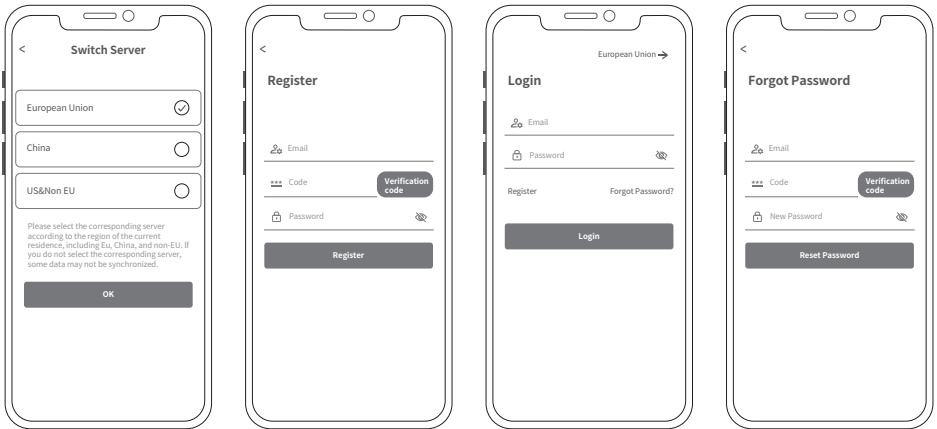 <
Switch Server
European Union
China
US&Non EU
Please select the corresponding server
according to the region of the current
residence, including Eu, China, and non-EU. If
you do not select the corresponding server,
some data may not be synchronized.
OK
<
Register
Email
*** Code
Verification
code
Password
Register
European Union →
Login
Email
Password
Register
Forgot Password?
Login
<
Forgot Password
Email
*** Code
Verification
code
New Password
Reset Password